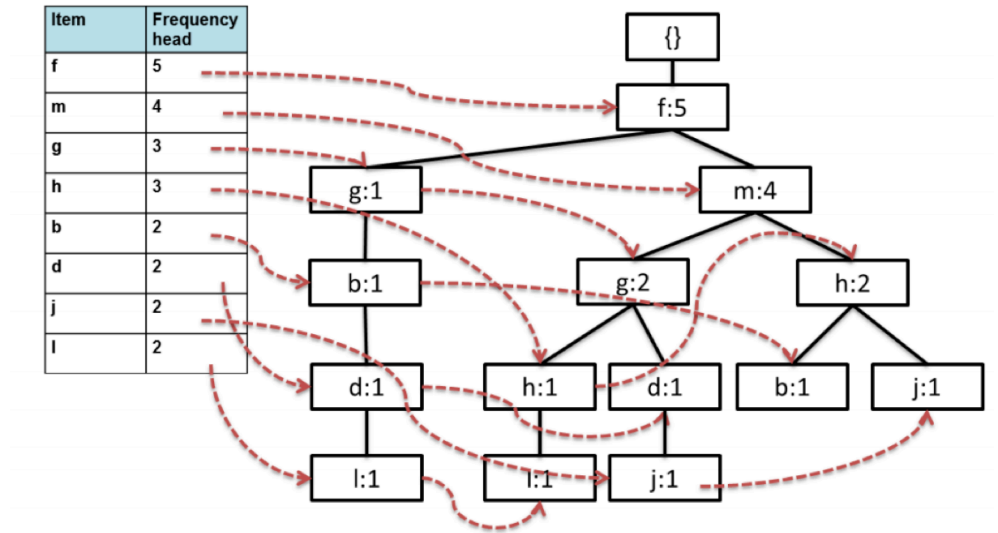 Item Frequency head
f 5
m 4
g 3
h 3
b 2
d 2
j 2
l 2
{}
f:5
g:1 m:4
b:1 g:2 h:2
d:1 h:1 d:1 b:1 j:1
l:1 l:1 j:1